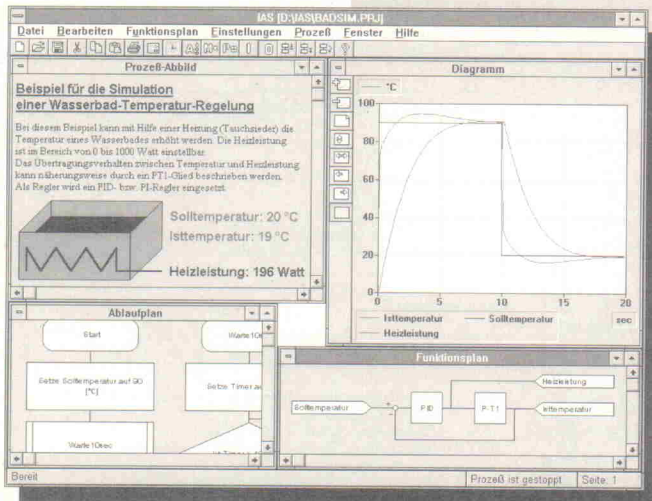 IAS [D:\IAS\BADSIM.PRJ]
Datei Bearbeiten Funktionsplan Einstellungen Prozeß Fenster Hilfe
Prozeß-Abbild
Beispiel für die Simulation
einer Wasserbad-Temperatur-Regelung
Bei diesem Beispiel kann mit Hilfe einer Heizung (Tauchsieder) die
Temperatur eines Wasserbades erhöht werden. Die Heizleistung
ist im Bereich von 0 bis 1000 Watt einstellbar.
Das Übertragungsverhalten zwischen Temperatur und Heizleistung
kann näherungsweise durch ein PT1-Glied beschrieben werden.
Als Regler wird ein PID- bzw. PI-Regler eingesetzt.
Solltemperatur: 20 °C
Isttemperatur: 19 °C
Heizleistung: 196 Watt
Diagramm
°C
100
80
60
40
20
0
0 5 10 15 20
Isttemperatur Solltemperatur sec
Heizleistung
Ablaufplan
Start
Warte 10
Setze Solltemperatur auf 90
[°C]
Setze Timer au
Warte 10sec
Funktionsplan
Heizleistung
Solltemperatur
+
-
PID
P/T1
Isttemperatur
Bereit
Prozeß ist gestoppt
Seite: 1